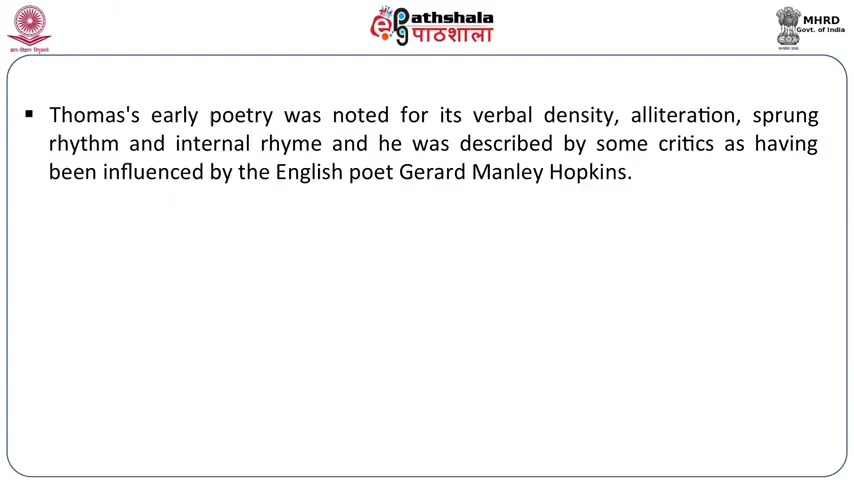 ज्ञान-विज्ञान विमुक्तये
ePathshala
पाठशाला
MHRD
Govt. of India
▪ Thomas's early poetry was noted for its verbal density, alliteration, sprung
rhythm and internal rhyme and he was described by some critics as having
been influenced by the English poet Gerard Manley Hopkins.